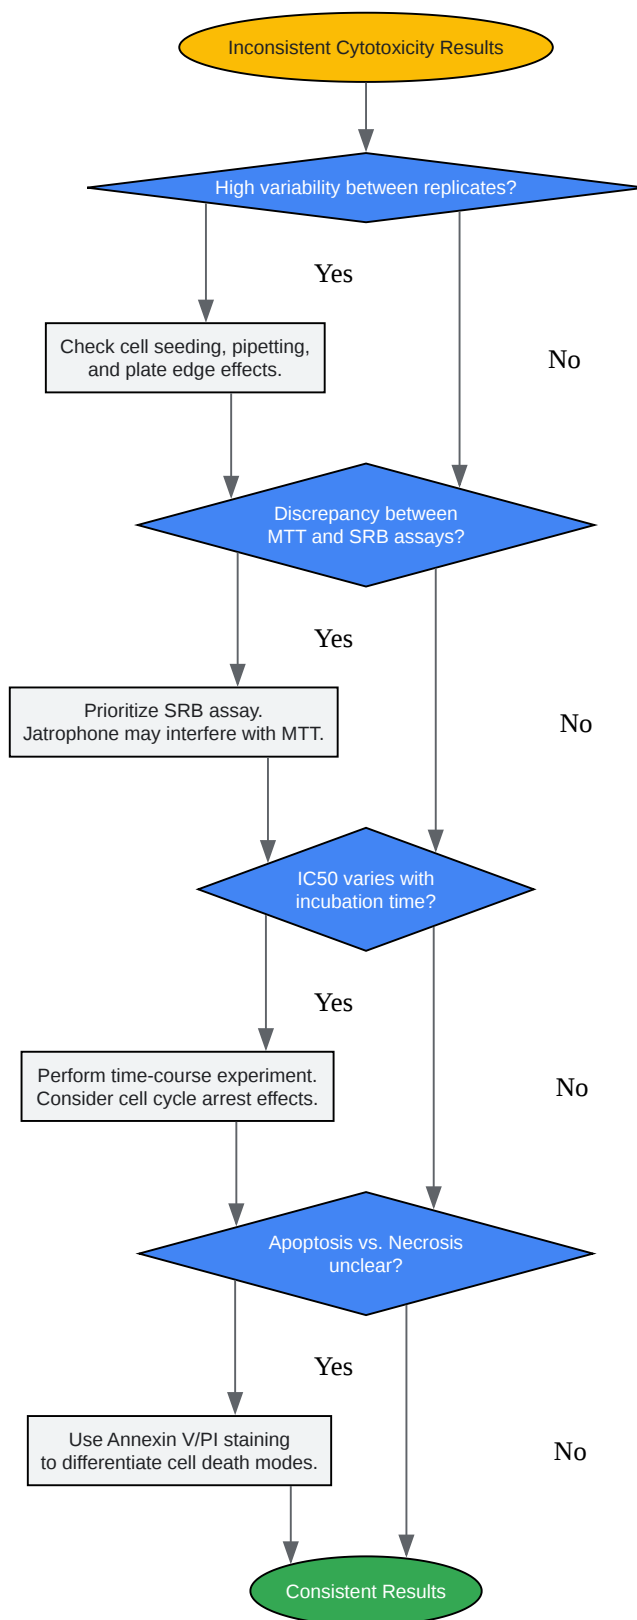 Inconsistent Cytotoxicity Results
High variability between replicates?
Yes
Check cell seeding, pipetting,
and plate edge effects.
No
Discrepancy between
MTT and SRB assays?
Yes
Prioritize SRB assay.
Jatrophone may interfere with MTT.
No
IC50 varies with
incubation time?
Yes
Perform time-course experiment.
Consider cell cycle arrest effects.
No
Apoptosis vs. Necrosis
unclear?
Yes
Use Annexin V/PI staining
to differentiate cell death modes.
No
Consistent Results